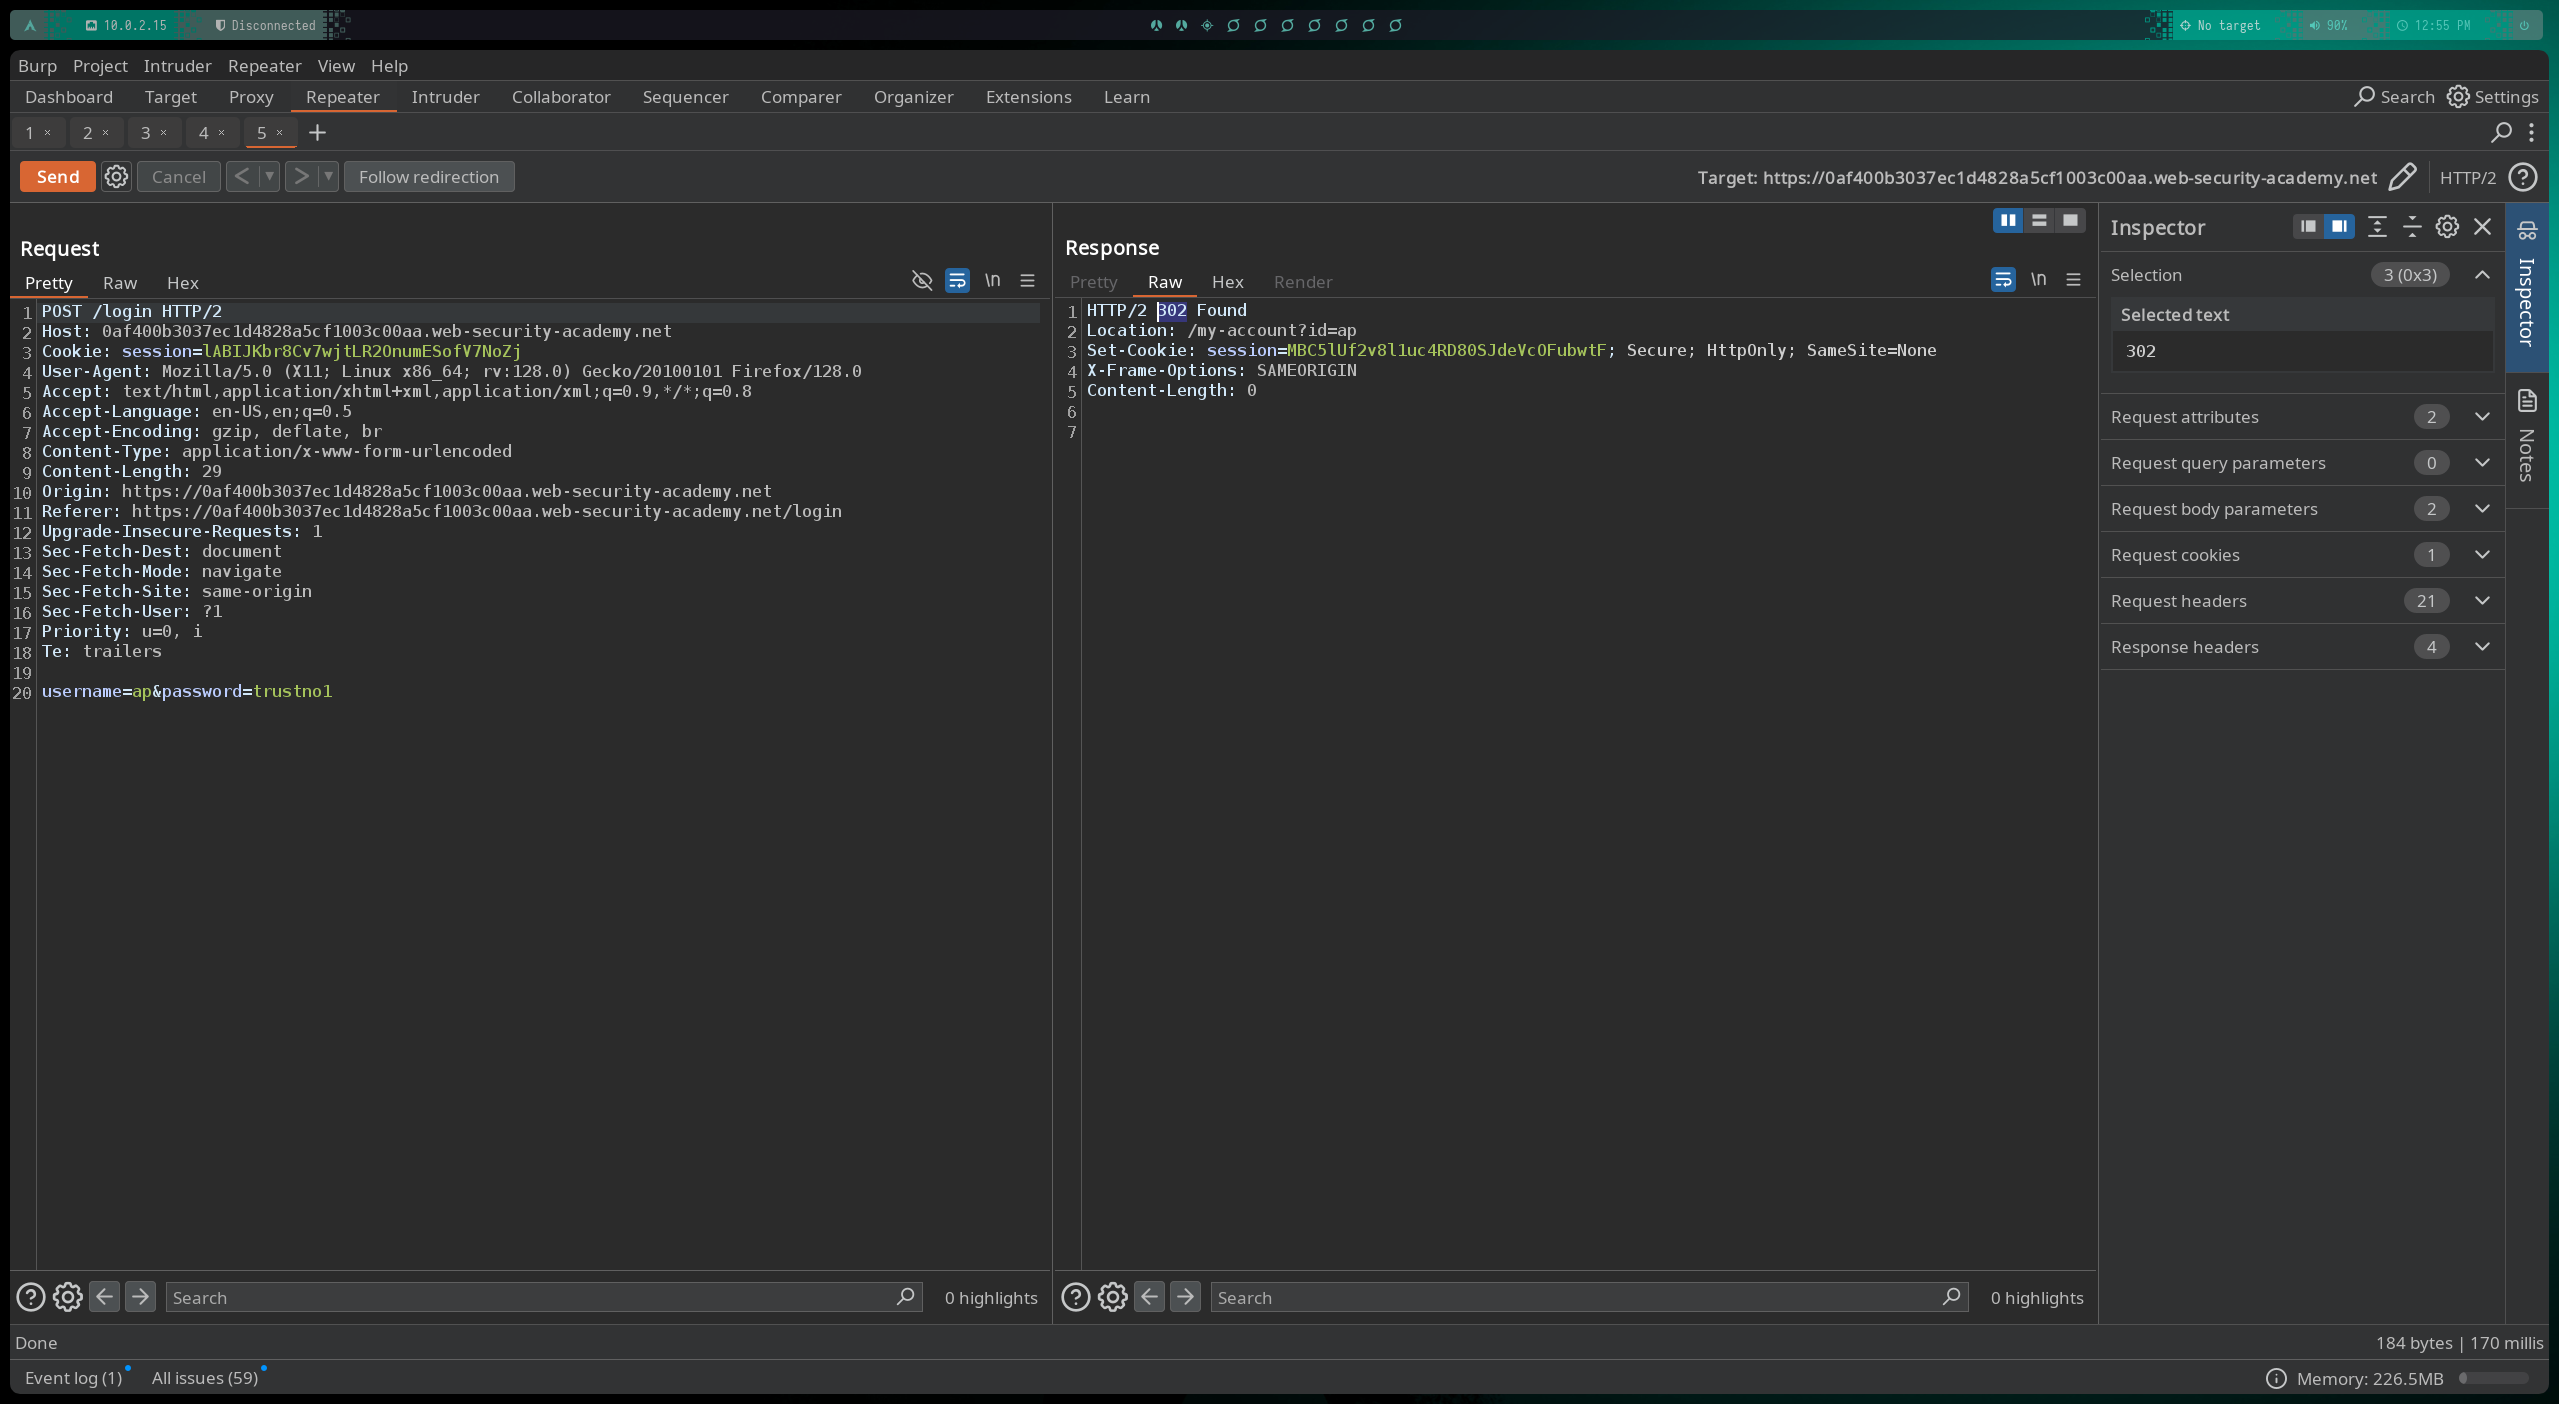 10.0.2.15 Disconnected No target 90% 12:55 PM
Burp Project Intruder Repeater View Help
Dashboard Target Proxy Repeater Intruder Collaborator Sequencer Comparer Organizer Extensions Learn Search Settings
1 × 2 × 3 × 4 × 5 × +
Send Cancel < > Follow redirection Target: https://0af400b3037ec1d4828a5cf1003c00aa.web-security-academy.net HTTP/2
Request
Pretty Raw Hex \n
1 POST /login HTTP/2
2 Host: 0af400b3037ec1d4828a5cf1003c00aa.web-security-academy.net
3 Cookie: session=lABIJKbr8Cv7wjtLR2OnumESofV7NoZj
4 User-Agent: Mozilla/5.0 (X11; Linux x86_64; rv:128.0) Gecko/20100101 Firefox/128.0
5 Accept: text/html,application/xhtml+xml,application/xml;q=0.9,*/*;q=0.8
6 Accept-Language: en-US,en;q=0.5
7 Accept-Encoding: gzip, deflate, br
8 Content-Type: application/x-www-form-urlencoded
9 Content-Length: 29
10 Origin: https://0af400b3037ec1d4828a5cf1003c00aa.web-security-academy.net
11 Referer: https://0af400b3037ec1d4828a5cf1003c00aa.web-security-academy.net/login
12 Upgrade-Insecure-Requests: 1
13 Sec-Fetch-Dest: document
14 Sec-Fetch-Mode: navigate
15 Sec-Fetch-Site: same-origin
16 Sec-Fetch-User: ?1
17 Priority: u=0, i
18 Te: trailers
19
20 username=ap&password=trustno1
Search 0 highlights
Response
Pretty Raw Hex Render \n
1 HTTP/2 302 Found
2 Location: /my-account?id=ap
3 Set-Cookie: session=MBC5lUf2v8l1uc4RD80SJdeVcOFubwtF; Secure; HttpOnly; SameSite=None
4 X-Frame-Options: SAMEORIGIN
5 Content-Length: 0
6
7
Search 0 highlights
Inspector
Selection 3 (0x3)
Selected text
302
Request attributes 2
Request query parameters 0
Request body parameters 2
Request cookies 1
Request headers 21
Response headers 4
Inspector
Notes
Done 184 bytes | 170 millis
Event log (1) All issues (59) Memory: 226.5MB